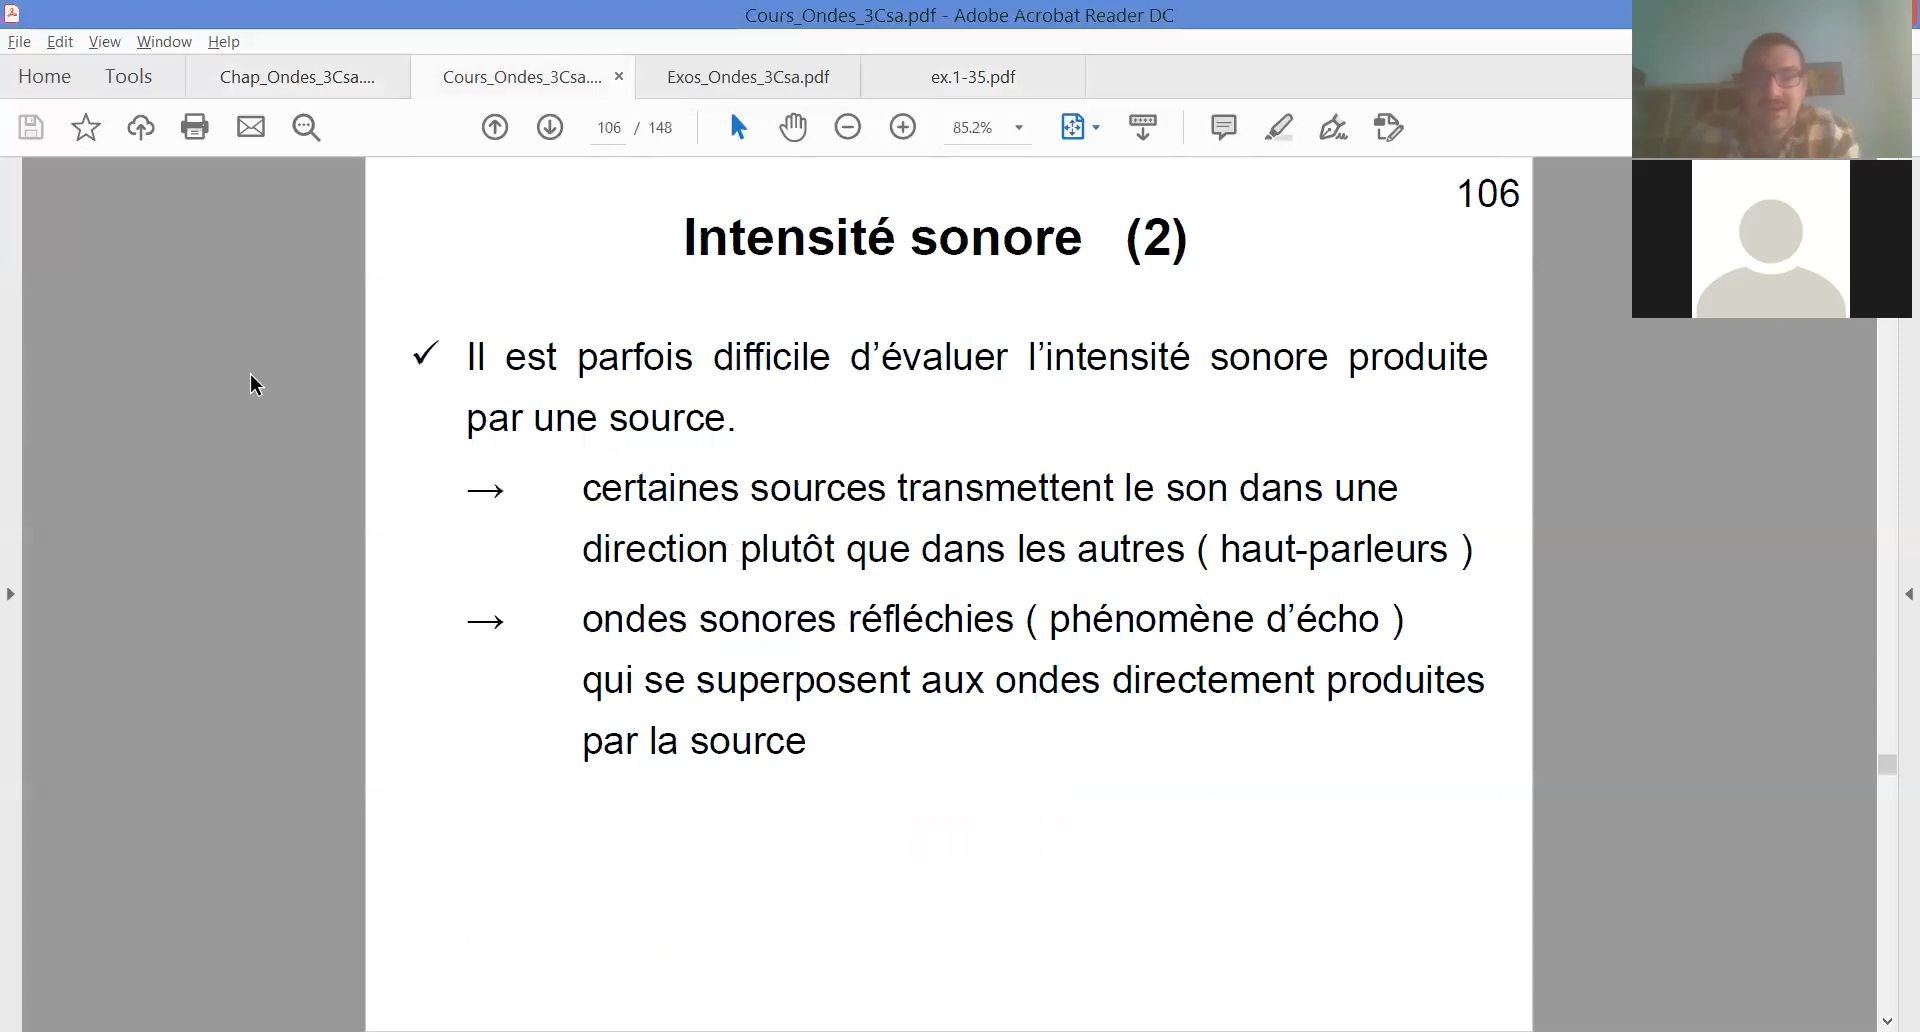 Cours_Ondes_3Csa.pdf - Adobe Acrobat Reader DC
File Edit View Window Help
Home Tools Chap_Ondes_3Csa.... Cours_Ondes_3Csa.... × Exos_Ondes_3Csa.pdf ex.1-35.pdf
106 / 148 85.2%
106
Intensité sonore (2)
✓ Il est parfois difficile d’évaluer l’intensité sonore produite
par une source.
→ certaines sources transmettent le son dans une
direction plutôt que dans les autres ( haut-parleurs )
→ ondes sonores réfléchies ( phénomène d’écho )
qui se superposent aux ondes directement produites
par la source